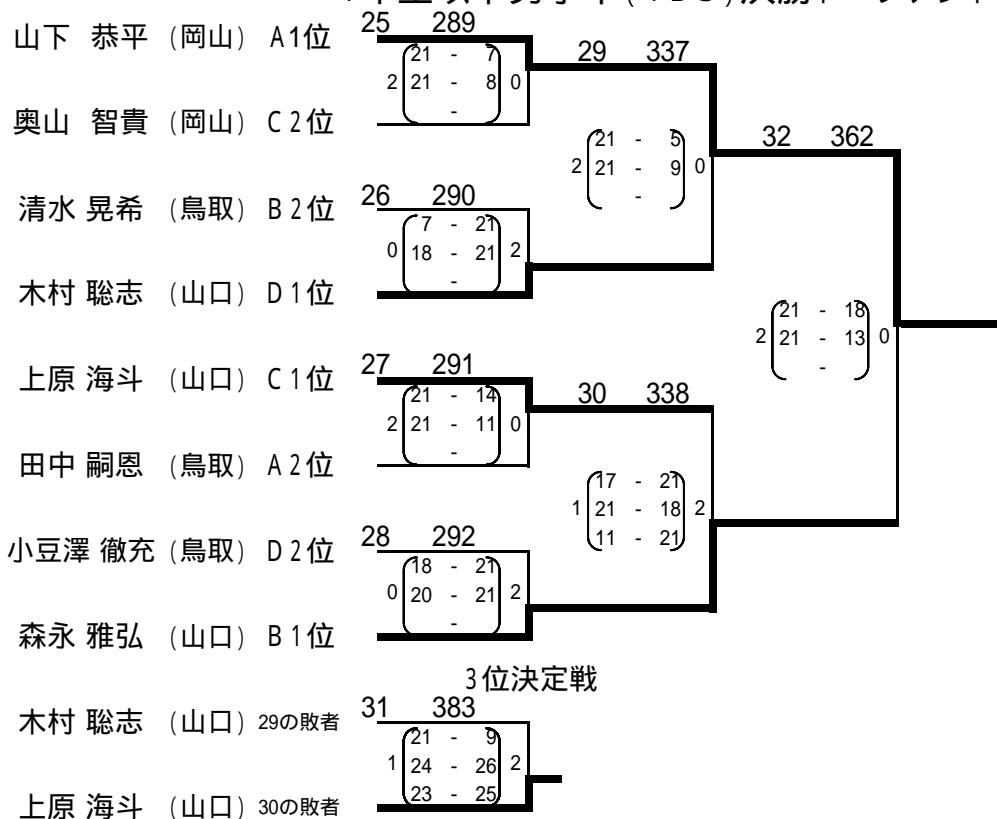 山下 恭平 (岡山) A1位
25 289
21 - 7
2 21 - 8 0
-
奥山 智貴 (岡山) C2位
29 337
21 - 5
2 21 - 9 0
-
清水 晃希 (鳥取) B2位
26 290
7 - 21
0 18 - 21 2
-
木村 聡志 (山口) D1位
32 362
21 - 18
2 21 - 13 0
-
上原 海斗 (山口) C1位
27 291
21 - 14
2 21 - 11 0
-
田中 嗣恩 (鳥取) A2位
30 338
17 - 21
1 21 - 18 2
11 - 21
小豆澤 徹充 (鳥取) D2位
28 292
18 - 21
0 20 - 21 2
-
森永 雅弘 (山口) B1位
3位決定戦
木村 聡志 (山口) 29の敗者
31 383
21 - 9
1 24 - 26 2
23 - 25
上原 海斗 (山口) 30の敗者